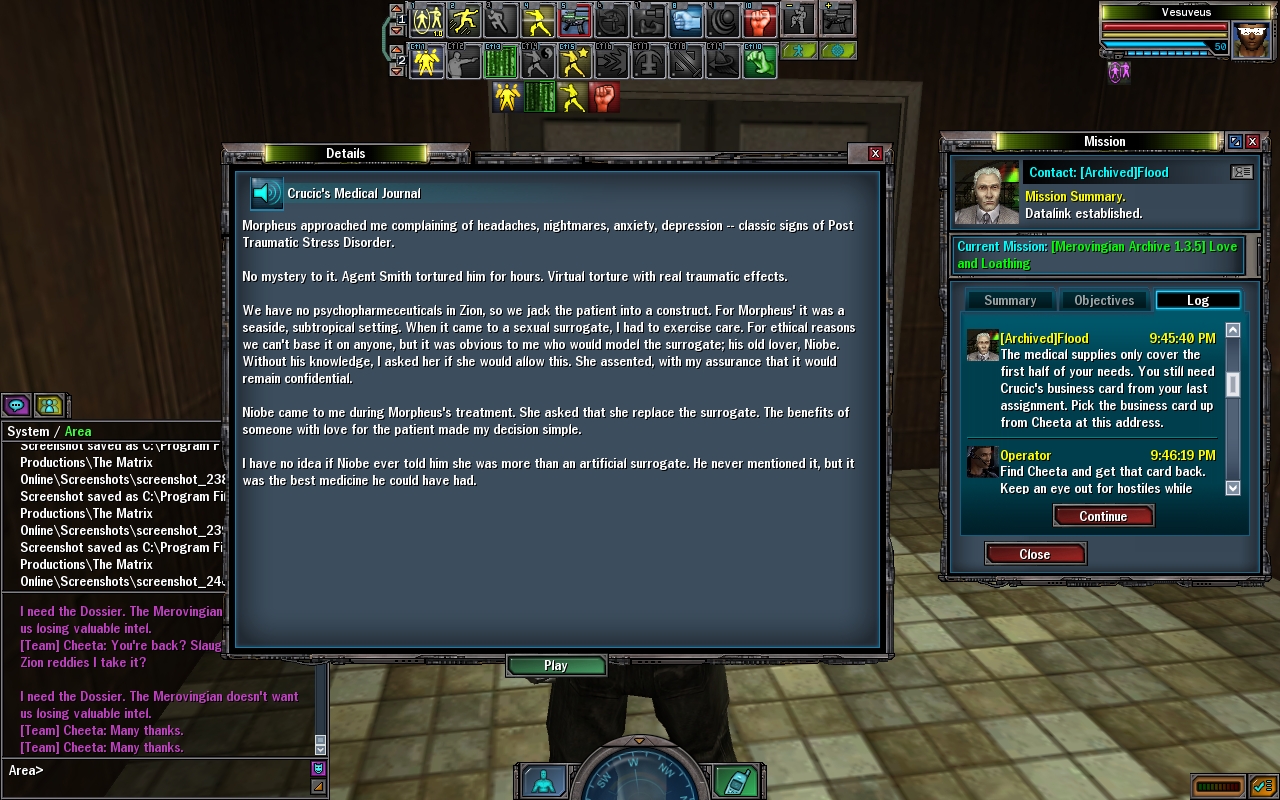 Vesuveus
50
Details
Crucic's Medical Journal
Morpheus approached me complaining of headaches, nightmares, anxiety, depression -- classic signs of Post
Traumatic Stress Disorder.
No mystery to it. Agent Smith tortured him for hours. Virtual torture with real traumatic effects.
We have no psychopharmeceuticals in Zion, so we jack the patient into a construct. For Morpheus' it was a
seaside, subtropical setting. When it came to a sexual surrogate, I had to exercise care. For ethical reasons
we can't base it on anyone, but it was obvious to me who would model the surrogate; his old lover, Niobe.
Without his knowledge, I asked her if she would allow this. She assented, with my assurance that it would
remain confidential.
Niobe came to me during Morpheus's treatment. She asked that she replace the surrogate. The benefits of
someone with love for the patient made my decision simple.
I have no idea if Niobe ever told him she was more than an artificial surrogate. He never mentioned it, but it
was the best medicine he could have had.
Play
Mission
Contact: [Archived]Flood
Mission Summary.
Datalink established.
Current Mission: [Merovingian Archive 1.3.5] Love
and Loathing
Summary
Objectives
Log
[Archived]Flood 9:45:40 PM
The medical supplies only cover the
first half of your needs. You still need
Crucic's business card from your last
assignment. Pick the business card up
from Cheeta at this address.
Operator 9:46:19 PM
Find Cheeta and get that card back.
Keep an eye out for hostiles while
Continue
Close
System / Area
Screenshot saved as C:\Program F
Productions\The Matrix
Online\Screenshots\screenshot_238
Screenshot saved as C:\Program Fi
Productions\The Matrix
Online\Screenshots\screenshot_239
Screenshot saved as C:\Program Fi
Productions\The Matrix
Online\Screenshots\screenshot_24
I need the Dossier. The Merovingian
us losing valuable intel.
[Team] Cheeta: You're back? Slaug
Zion reddies I take it?
I need the Dossier. The Merovingian doesn't want
us losing valuable intel.
[Team] Cheeta: Many thanks.
[Team] Cheeta: Many thanks.
Area>
SW W NW